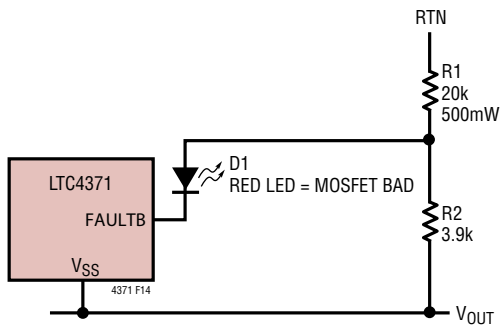 RTN
R1
20k
500mW
D1
RED LED = MOSFET BAD
LTC4371
FAULTB
R2
3.9k
VSS
4371 F14
VOUT